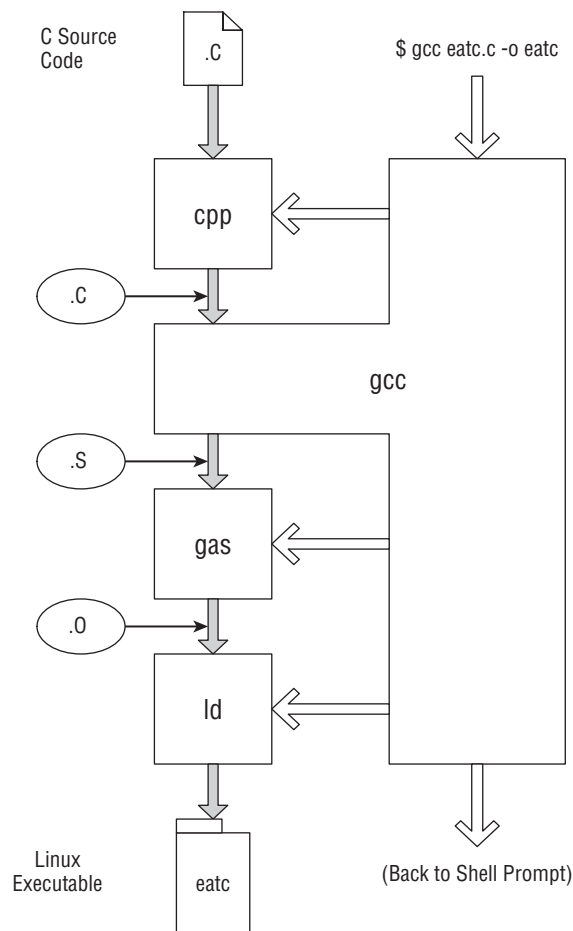 C Source
Code
.C
$ gcc eatc.c -o eatc
cpp
.C
gcc
.S
gas
.O
ld
Linux
Executable
eatc
(Back to Shell Prompt)